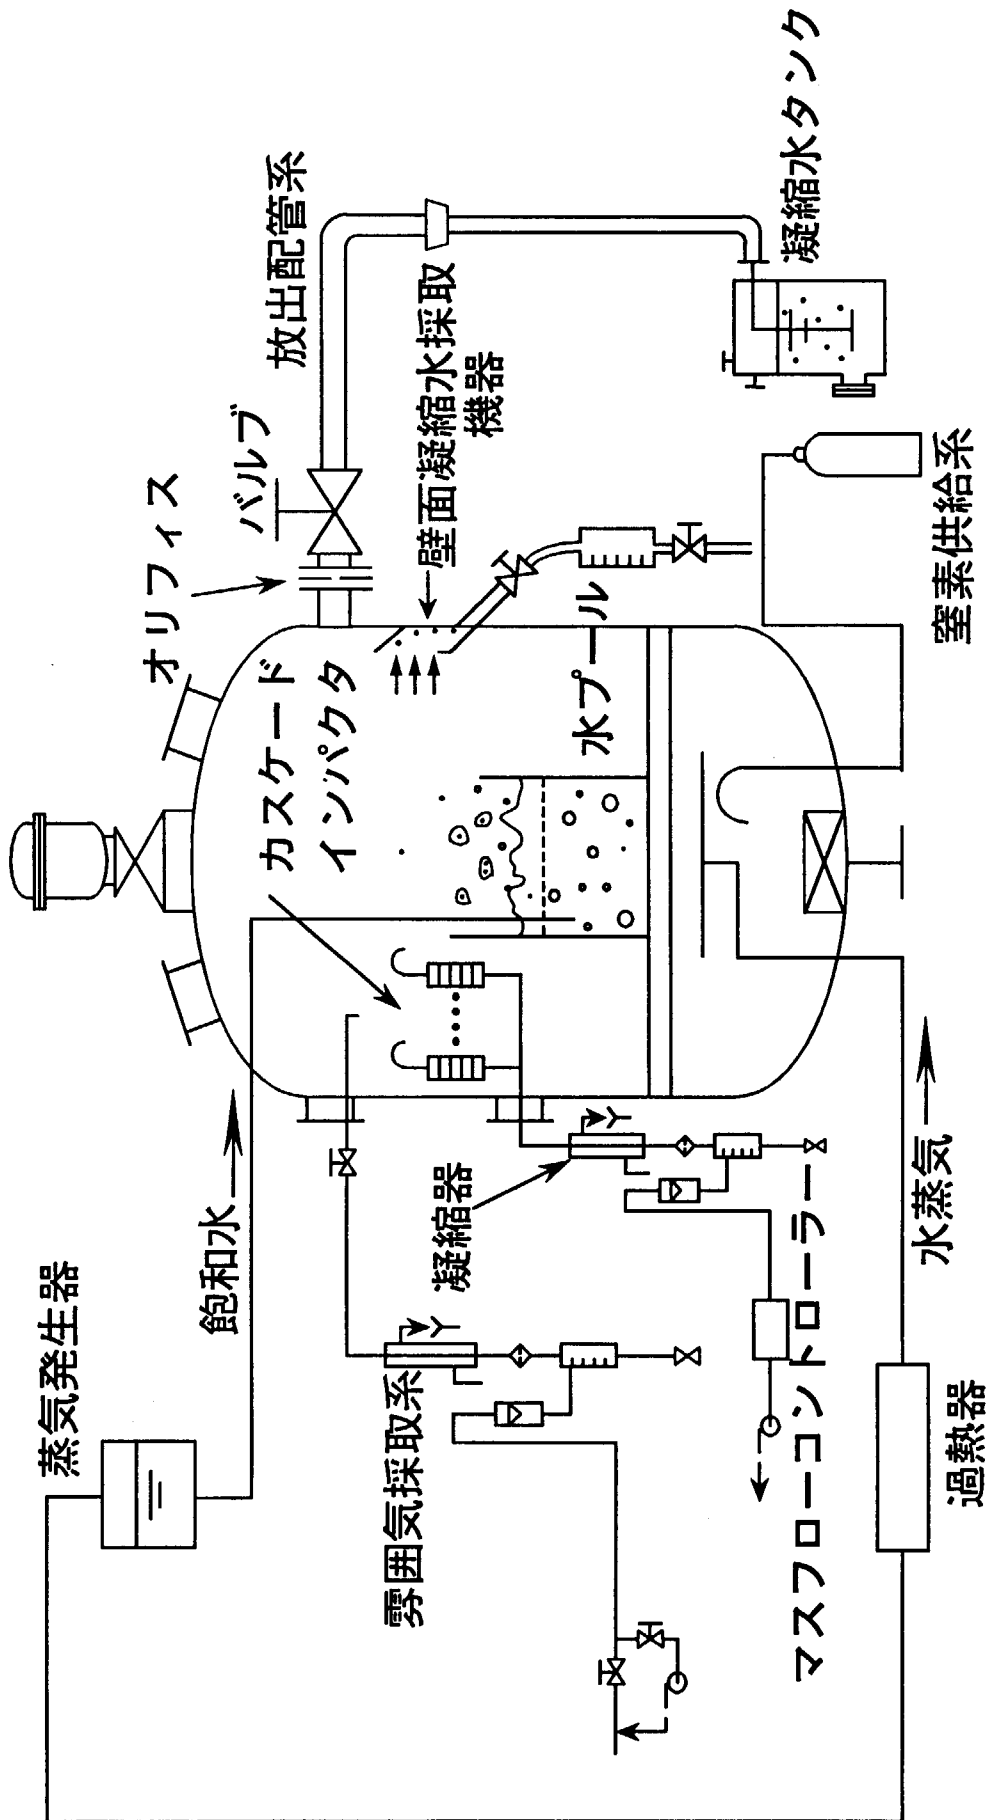 蒸気発生器
飽和水
オリフィス
バルブ
放出配管系
カスケード
インパクタ
壁面凝縮水採取
機器
水プール
凝縮水タンク
窒素供給系
雰囲気採取系
凝縮器
マスフローコントローラー
水蒸気
過熱器